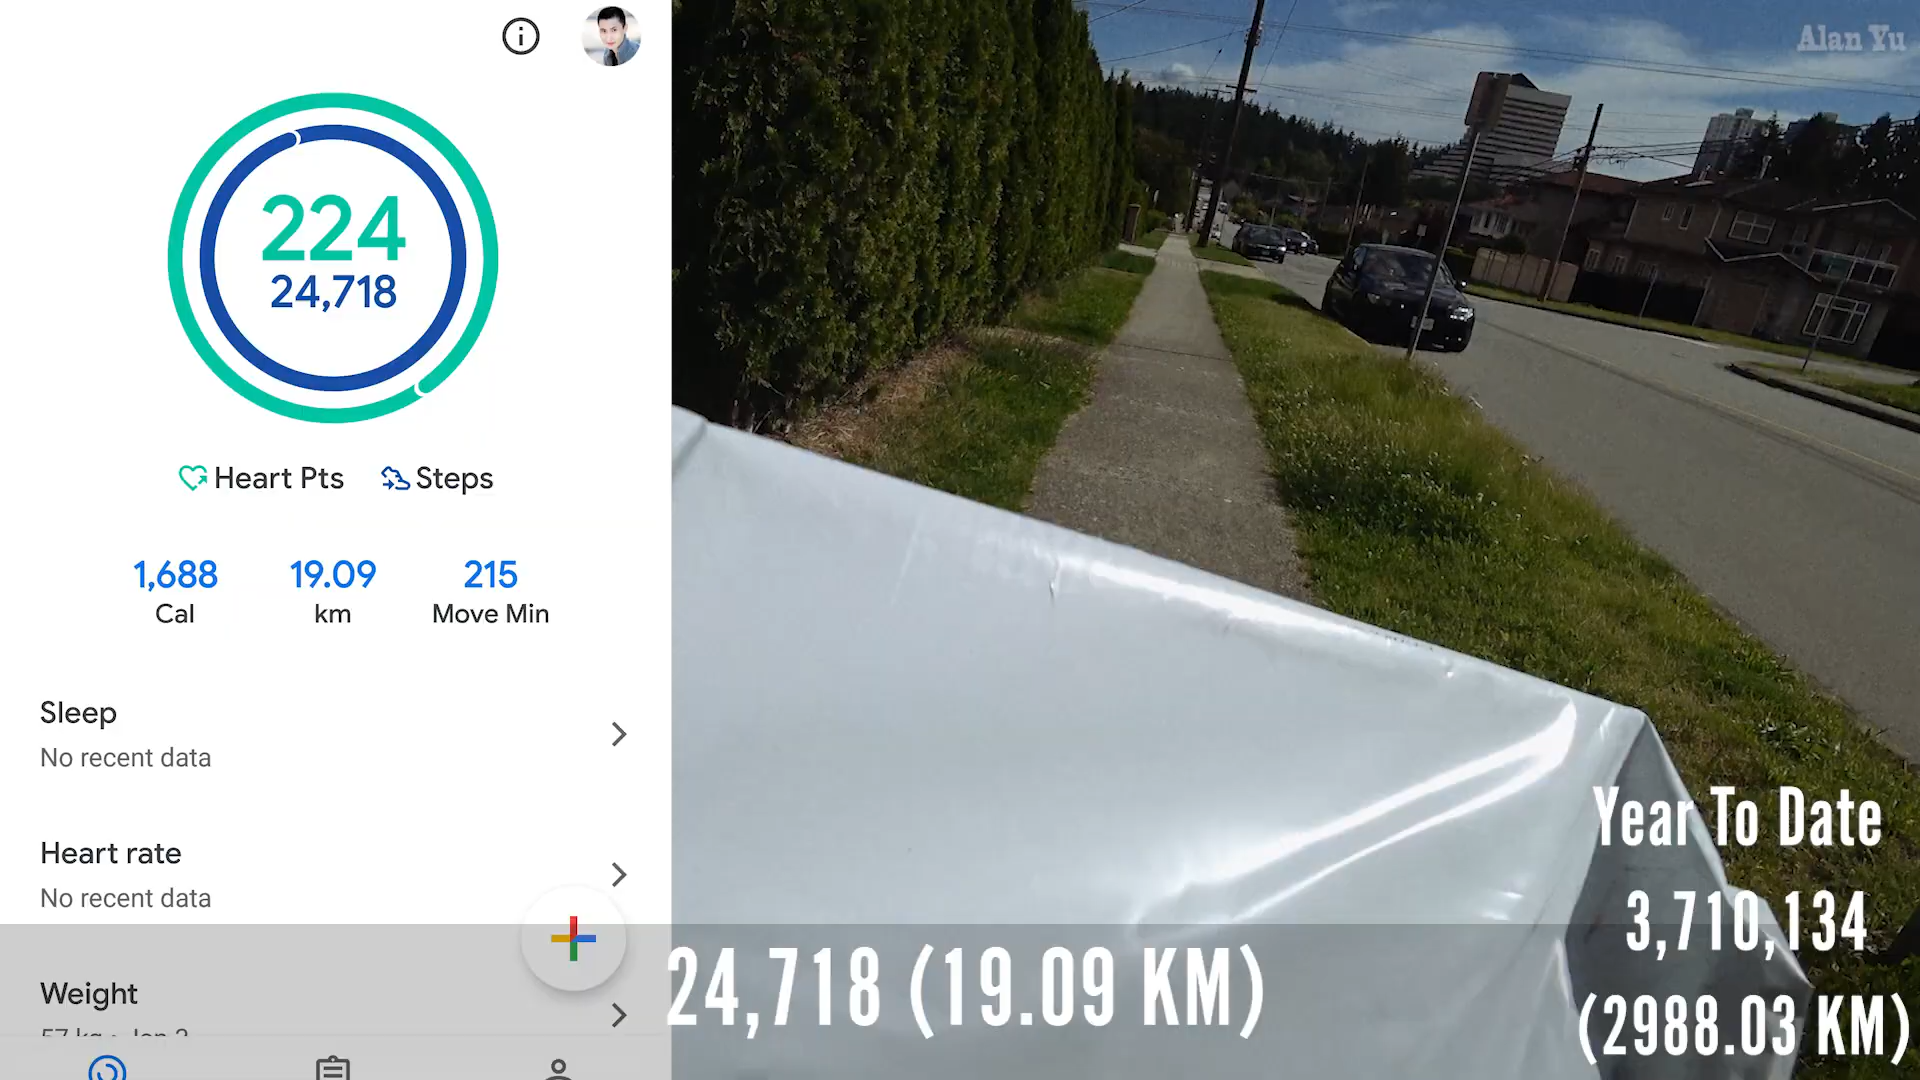 224
24,718
Heart Pts Steps
1,688 19.09 215
Cal km Move Min
Sleep
No recent data
Heart rate
No recent data
Weight
Alan Yu
24,718 (19.09 KM)
Year To Date
3,710,134
(2988.03 KM)